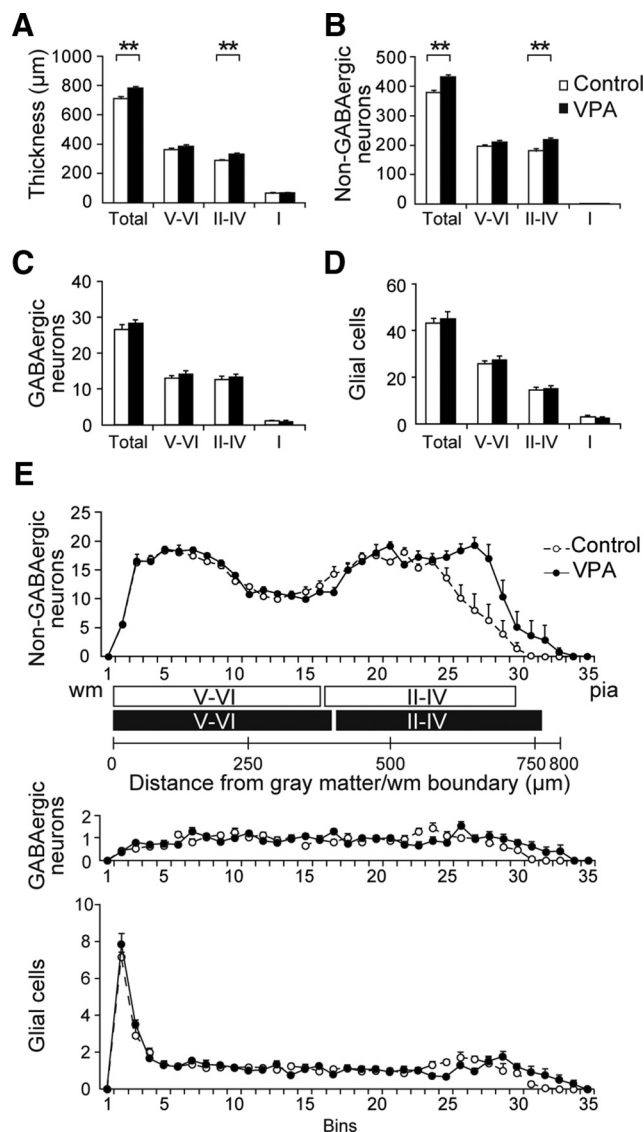 A
B
**
**
**
**
Thickness (μm)
1000
800
600
400
200
0
Total V-VI II-IV I
Non-GABAergic
neurons
500
400
300
200
100
0
Total V-VI II-IV I
Control
VPA
C
D
GABAergic
neurons
40
30
20
10
0
Total V-VI II-IV I
Glial cells
60
40
20
0
Total V-VI II-IV I
E
Non-GABAergic
neurons
25
20
15
10
5
0
Control
VPA
1 5 10 15 20 25 30 35
wm
pia
V-VI II-IV
V-VI II-IV
0 250 500 750 800
Distance from gray matter/wm boundary (μm)
GABAergic
neurons
2
1
0
1 5 10 15 20 25 30 35
Glial cells
10
8
6
4
2
0
1 5 10 15 20 25 30 35
Bins